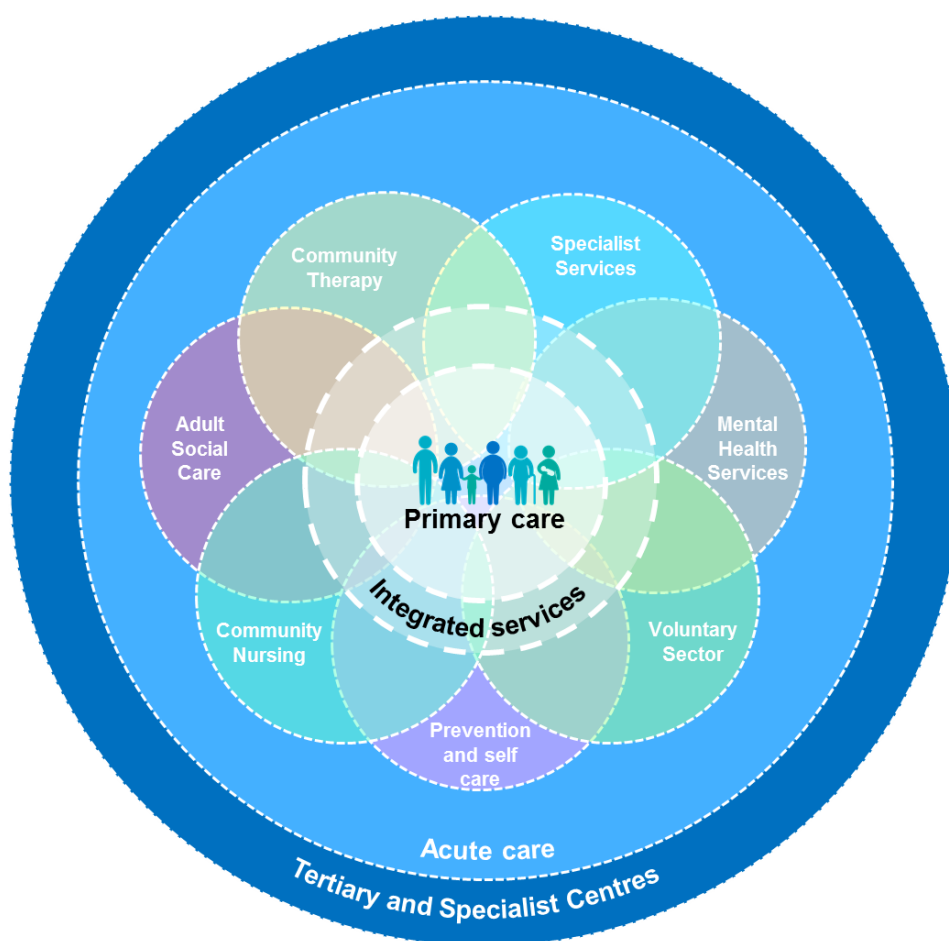 Community
Therapy
Specialist
Services
Adult
Social
Care
Mental
Health
Services
Primary care
Integrated services
Community
Nursing
Voluntary
Sector
Prevention
and self
care
Acute care
Tertiary and Specialist Centres